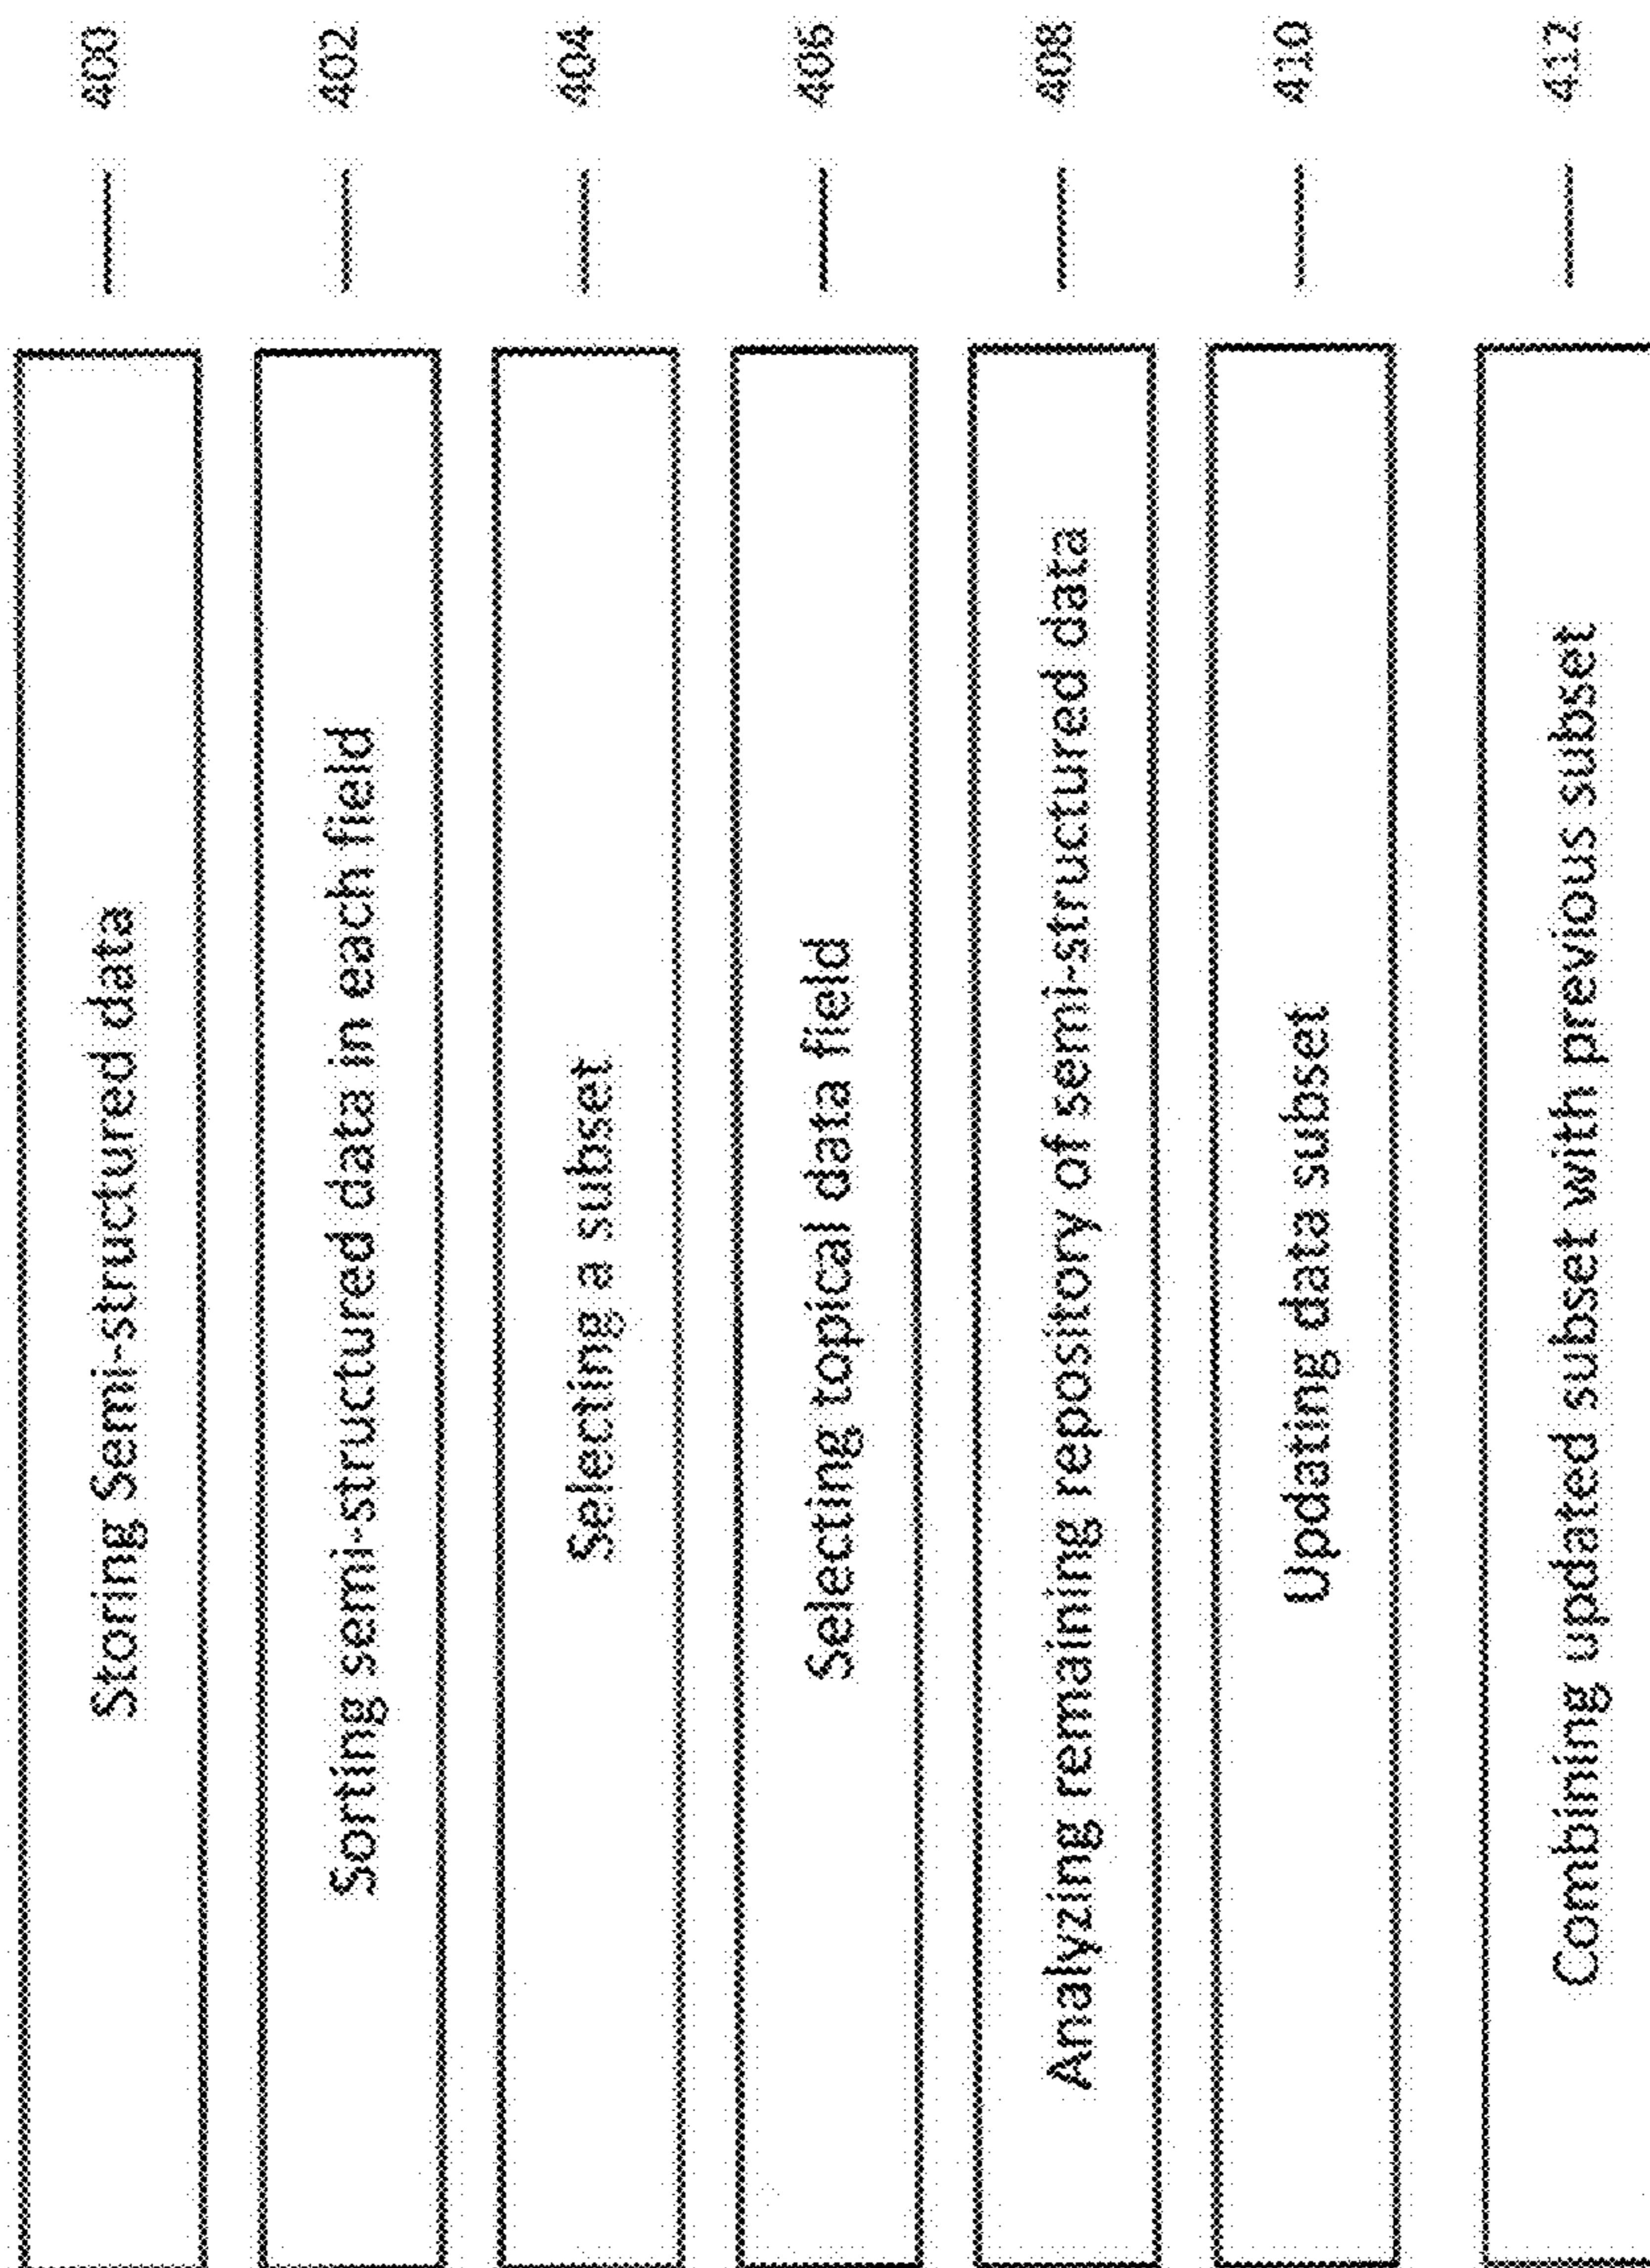 Storing Semi-structured data 400
Sorting semi-structured data in each field 402
Selecting a subset 404
Selecting topical data field 406
Analyzing remaining repository of semi-structured data 408
Updating data subset 410
Combining updated subset with previous subset 412